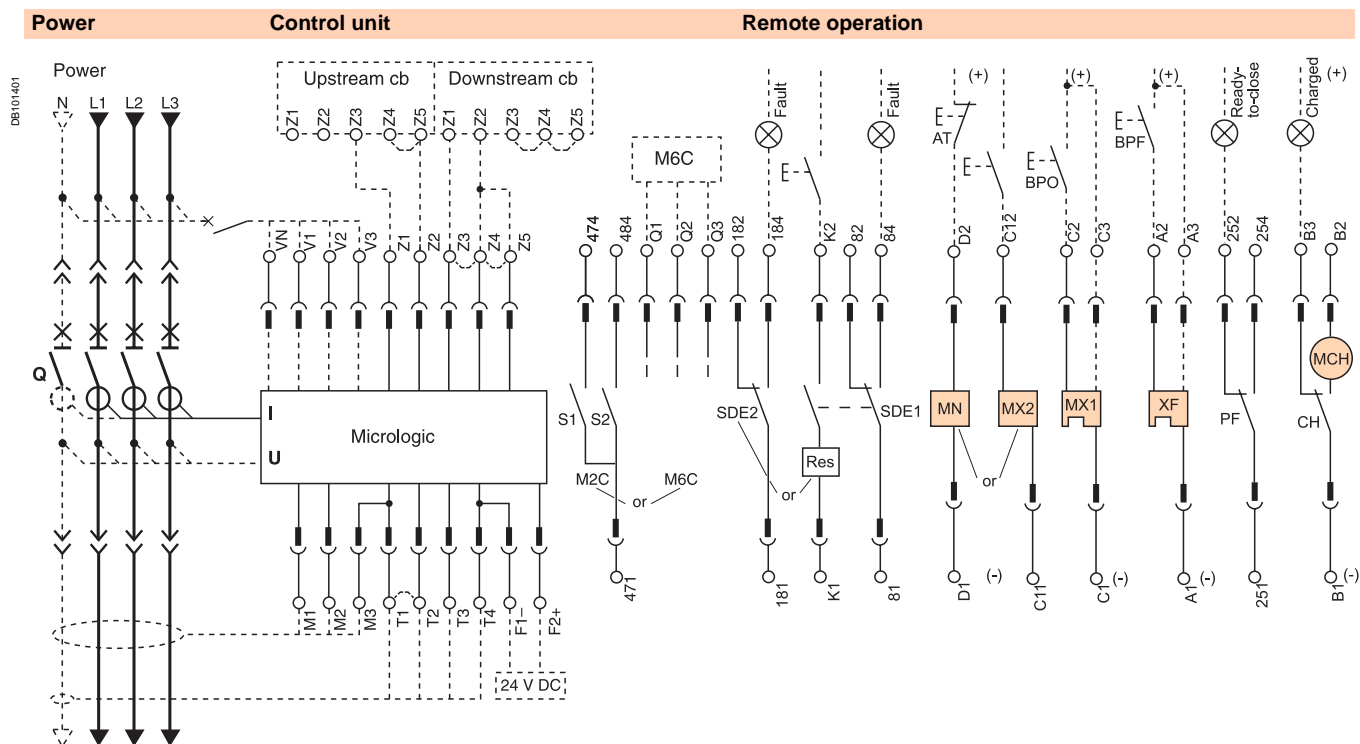 Power Control unit Remote operation
DB101401
Power
N L1 L2 L3
Upstream cb Downstream cb
Z1 Z2 Z3 Z4 Z5 Z1 Z2 Z3 Z4 Z5
M6C
Fault
Fault
AT
(+)
(+)
BPO
(+)
BPF
Ready-
to-close
Charged
(+)
VN V1 V2 V3 Z1 Z2 Z3 Z4 Z5
474 484 Q1 Q2 Q3 182 184 K2 82 84 D2 C12 C2 C3 A2 A3 252 254 B3 B2
Q
I
U
Micrologic
S1 S2
M2C or M6C
SDE2
Res
or
SDE1
MN MX2 MX1 XF
or
PF
CH
MCH
M1 M2 M3 T1 T2 T3 T4 F1– F2+
24 V DC
471 181 K1 81 D1 (-) C11 C1 (-) A1 (-) 251 B1 (-)